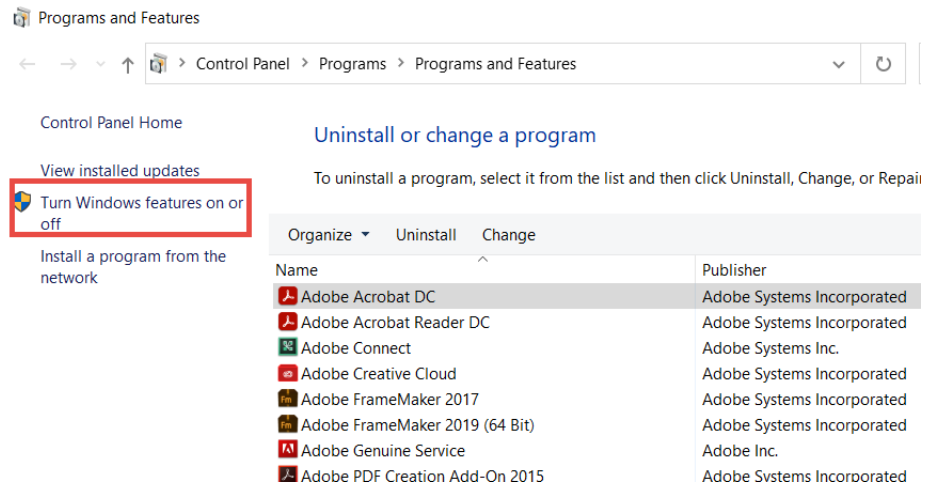 Programs and Features
Control Panel > Programs > Programs and Features
Control Panel Home
View installed updates
Turn Windows features on or
off
Install a program from the
network
Uninstall or change a program
To uninstall a program, select it from the list and then click Uninstall, Change, or Repair
Organize Uninstall Change
Name Publisher
Adobe Acrobat DC Adobe Systems Incorporated
Adobe Acrobat Reader DC Adobe Systems Incorporated
Adobe Connect Adobe Systems Inc.
Adobe Creative Cloud Adobe Systems Incorporated
Adobe FrameMaker 2017 Adobe Systems Incorporated
Adobe FrameMaker 2019 (64 Bit) Adobe Systems Incorporated
Adobe Genuine Service Adobe Inc.
Adobe PDF Creation Add-On 2015 Adobe Systems Incorporated